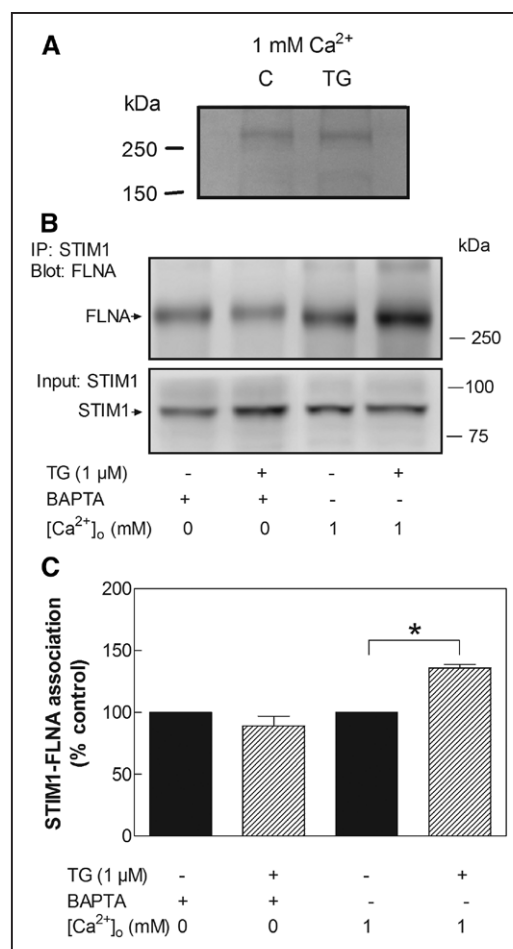 A
1 mM Ca²⁺
C TG
kDa
250
150
B
IP: STIM1
Blot: FLNA
kDa
FLNA
250
Input: STIM1
100
STIM1
75
TG (1 µM) - + - +
BAPTA + + - -
[Ca²⁺]ₒ (mM) 0 0 1 1
C
STIM1-FLNA association
(% control)
200
150
100
50
0
*
TG (1 µM) - + - +
BAPTA + + - -
[Ca²⁺]ₒ (mM) 0 0 1 1